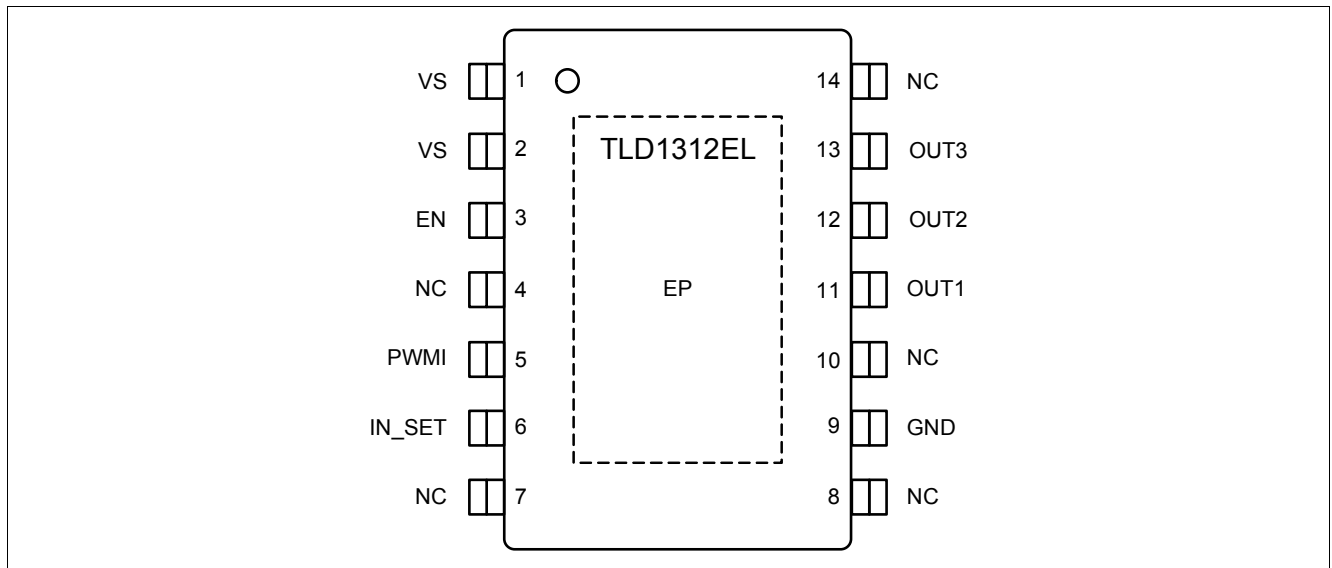 VS 1 14 NC
VS 2 TLD1312EL 13 OUT3
EN 3 12 OUT2
NC 4 EP 11 OUT1
PWMI 5 10 NC
IN_SET 6 9 GND
NC 7 8 NC